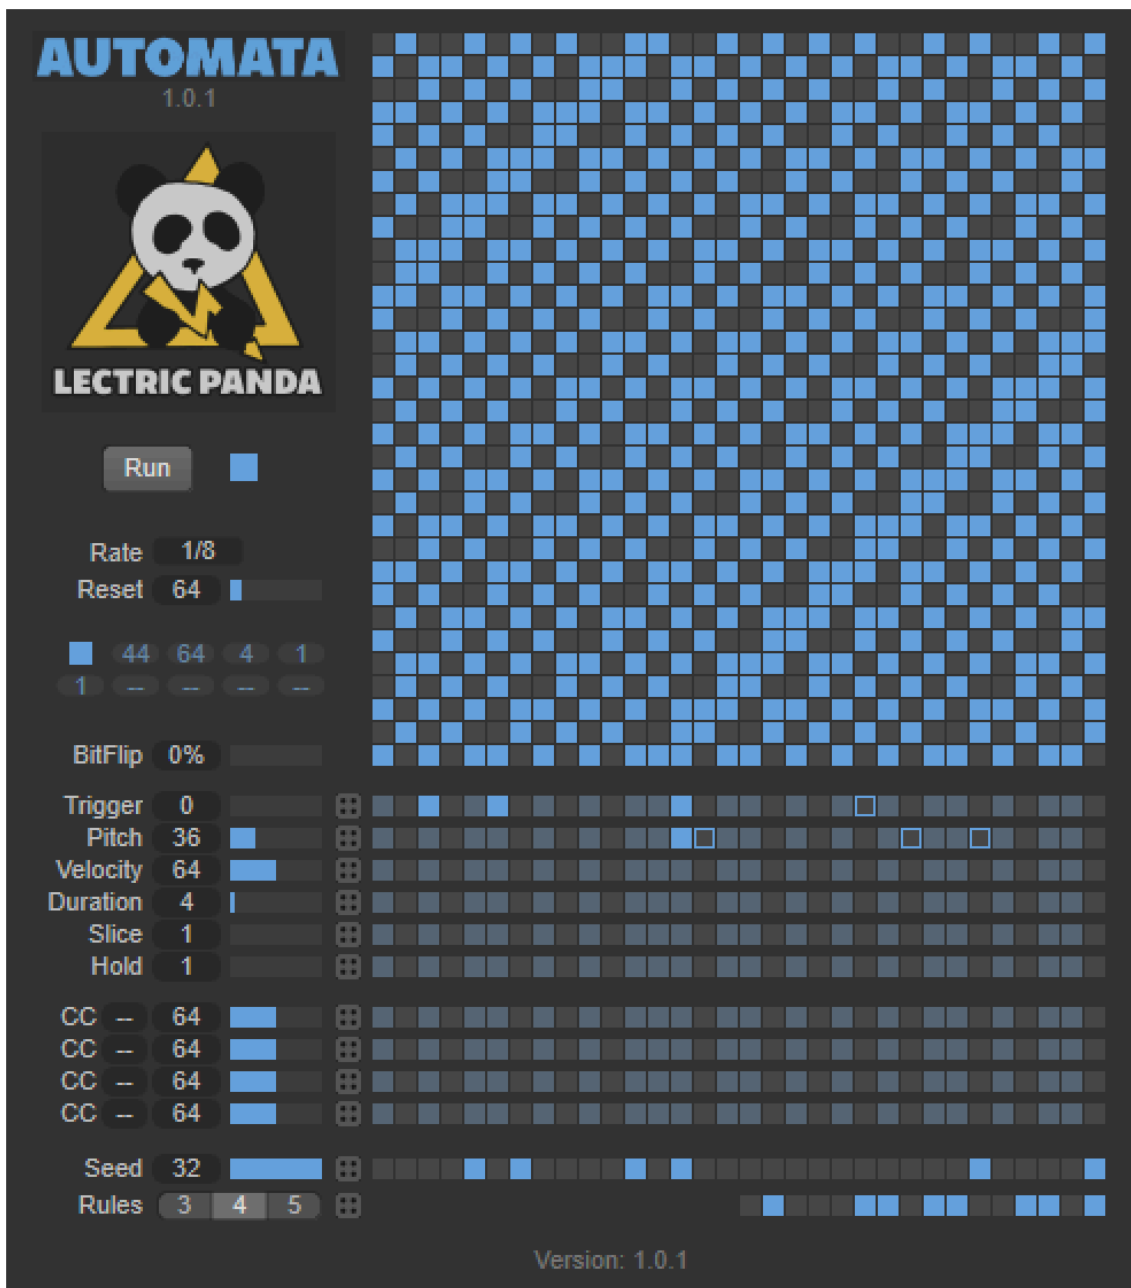 AUTOMATA
1.0.1
LECTRIC PANDA
Run
Rate 1/8
Reset 64
44 64 4 1
1 -- -- -- --
BitFlip 0%
Trigger 0
Pitch 36
Velocity 64
Duration 4
Slice 1
Hold 1
CC -- 64
CC -- 64
CC -- 64
CC -- 64
Seed 32
Rules 3 4 5
Version: 1.0.1